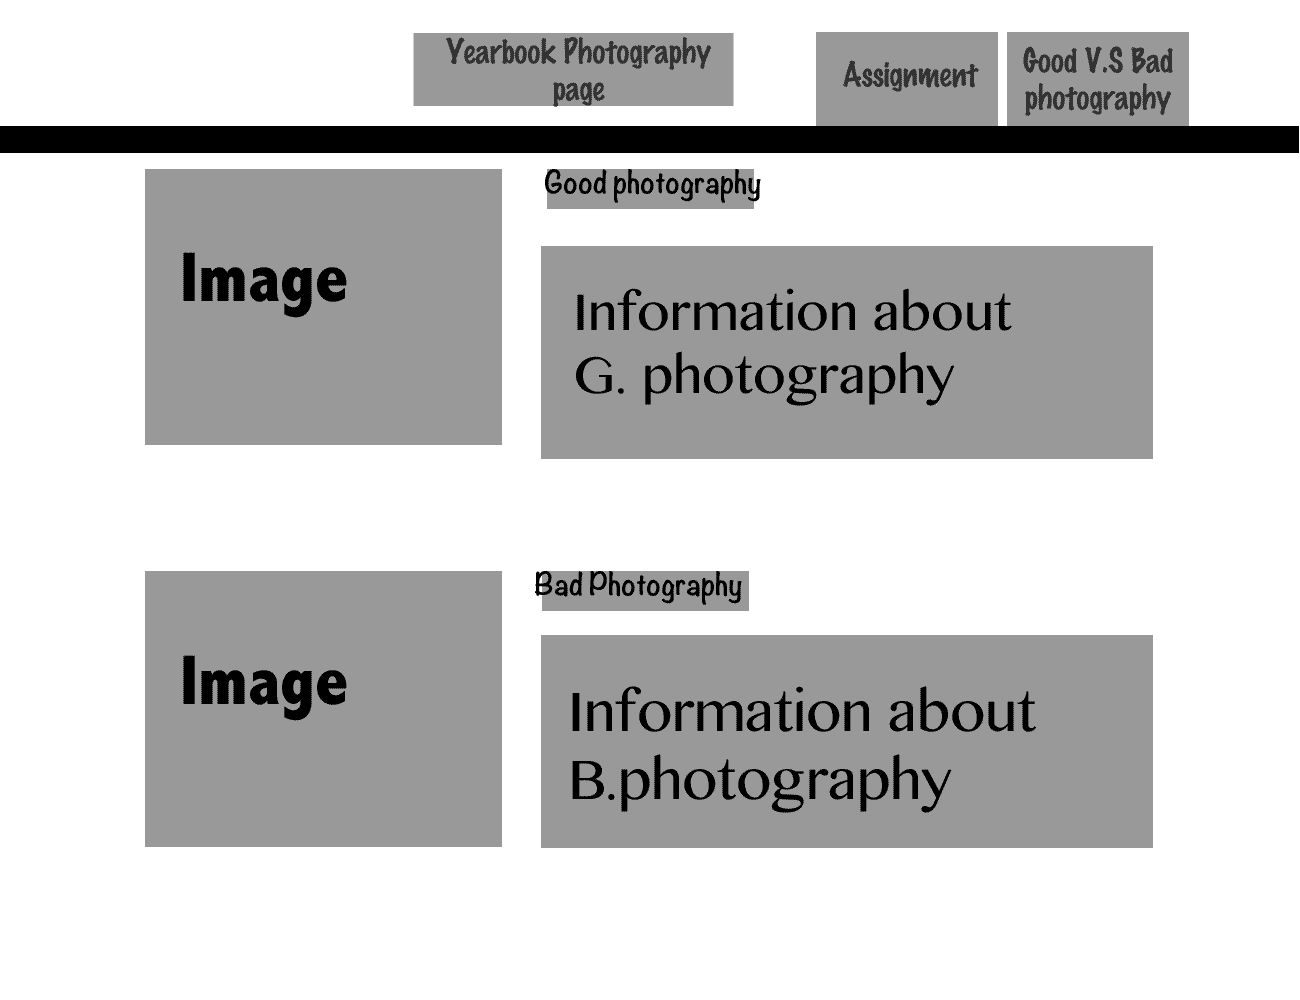 Yearbook Photography
page
Assignment
Good V.S Bad
photography
Image
Good photography
Information about
G. photography
Image
Bad Photography
Information about
B.photography